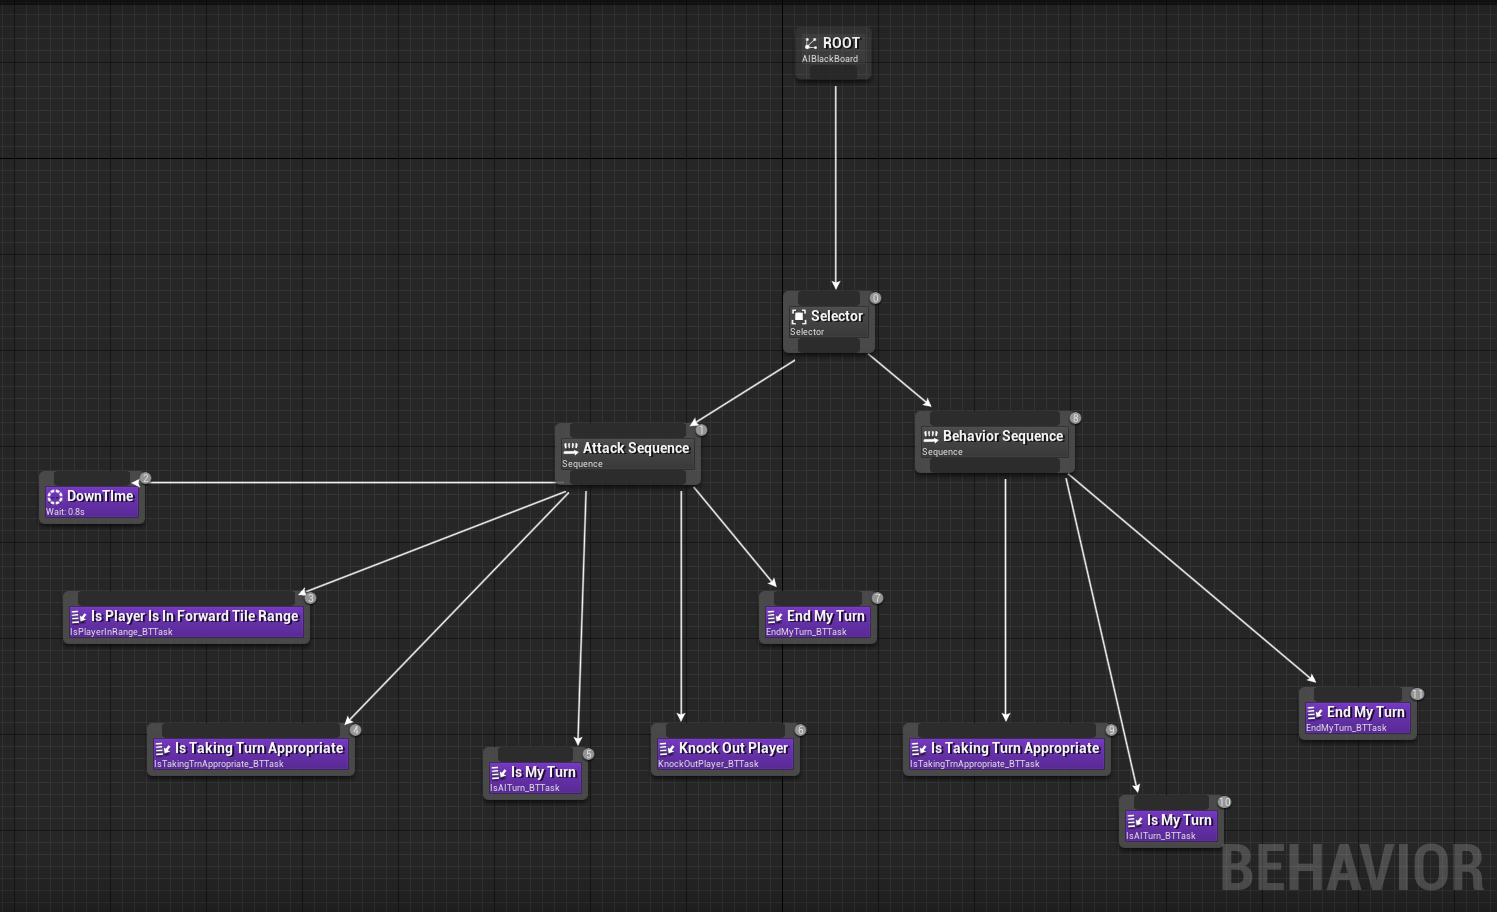 ROOT
AIBlackBoard
0
Selector
Selector
1
Attack Sequence
Sequence
8
Behavior Sequence
Sequence
2
DownTIme
Wait: 0.8s
3
Is Player Is In Forward Tile Range
IsPlayerInRange_BTTask
7
End My Turn
EndMyTurn_BTTask
4
Is Taking Turn Appropriate
IsTakingTrnAppropriate_BTTask
5
Is My Turn
IsAITurn_BTTask
6
Knock Out Player
KnockOutPlayer_BTTask
9
Is Taking Turn Appropriate
IsTakingTrnAppropriate_BTTask
10
Is My Turn
IsAITurn_BTTask
11
End My Turn
EndMyTurn_BTTask
BEHAVIOR